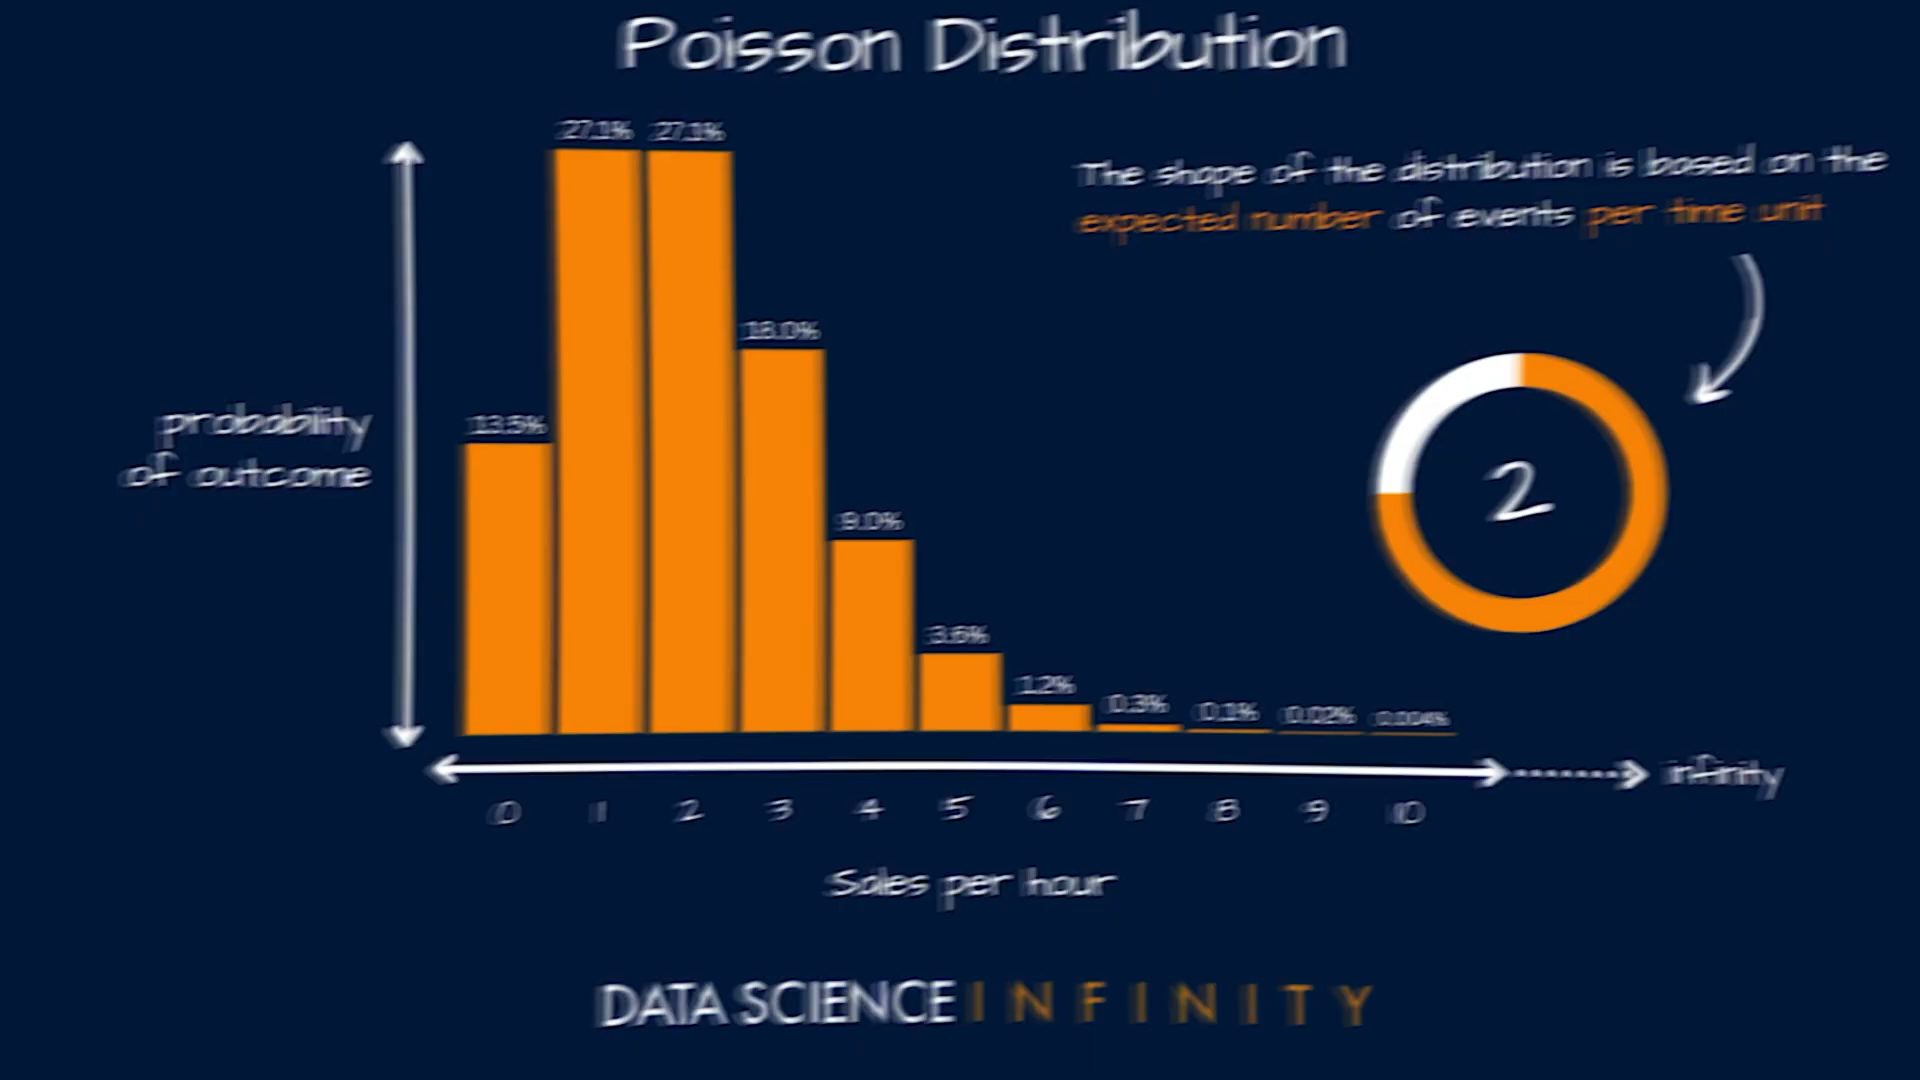 Poisson Distribution
27.1% 27.1%
The shape of the distribution is based on the
expected number of events per time unit
18.0%
13.5%
probability
of outcome
2
9.0%
3.6%
1.2%
0.3%
0.1%
0.02%
0.004%
infinity
0 1 2 3 4 5 6 7 8 9 10
Sales per hour
DATA SCIENCE INFINITY